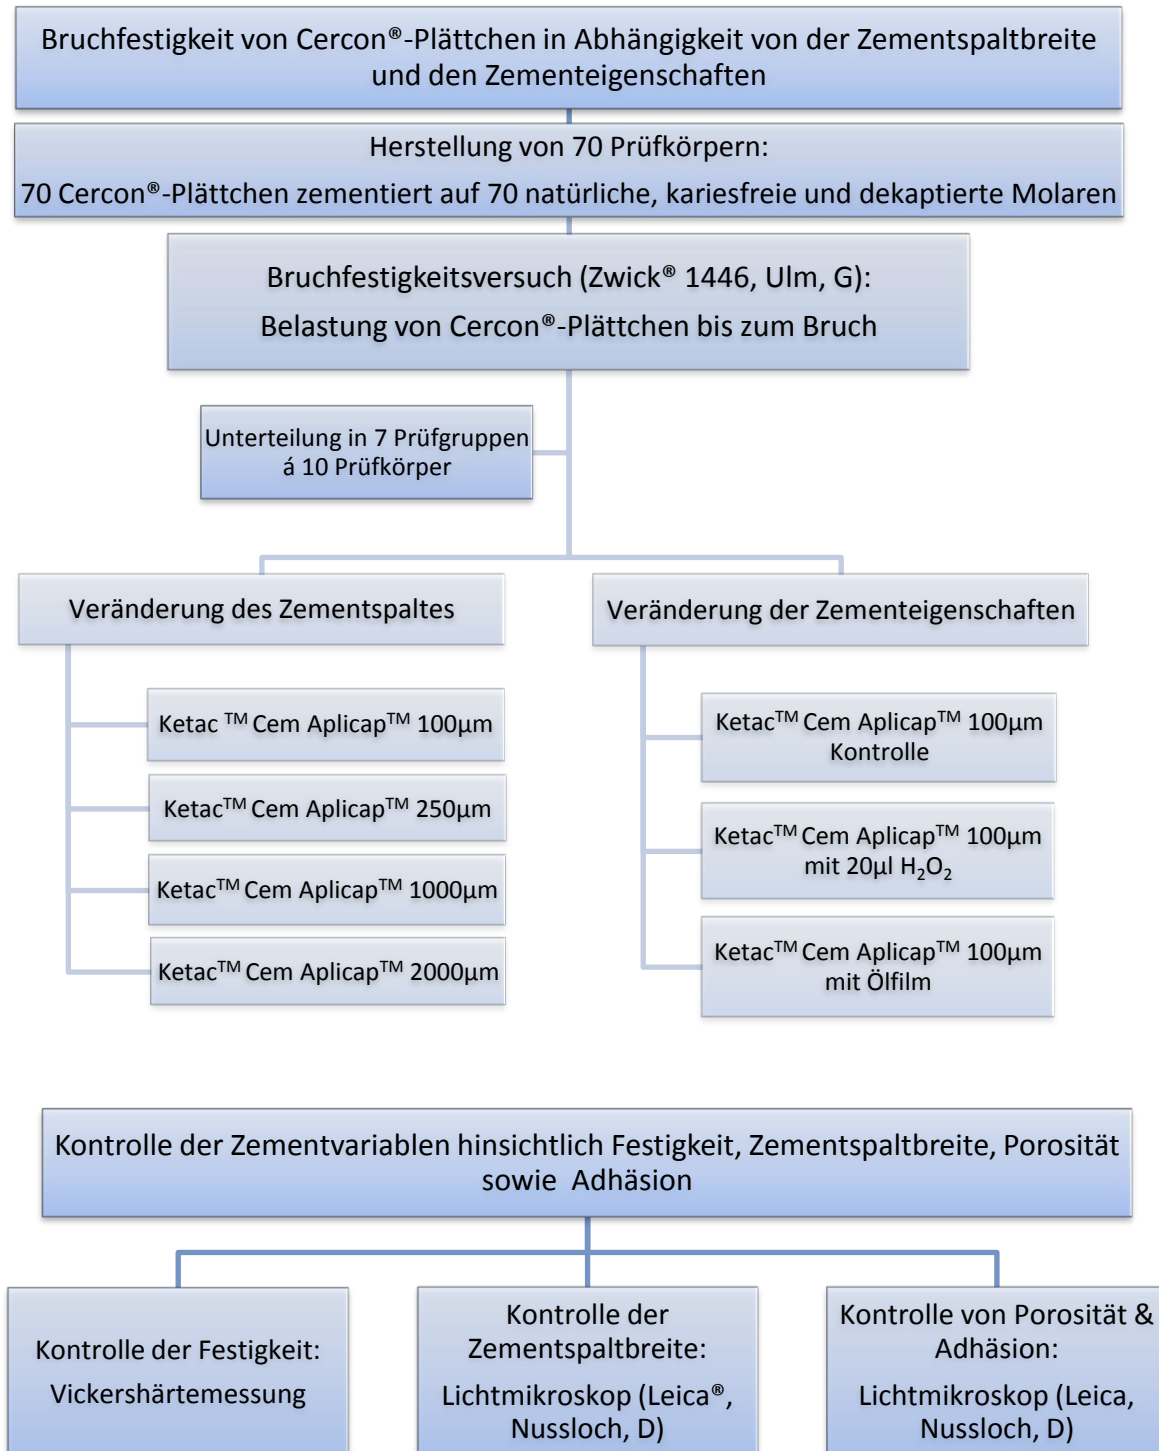 Bruchfestigkeit von Cercon®-Plättchen in Abhängigkeit von der Zementspaltbreite
und den Zementeigenschaften
Herstellung von 70 Prüfkörpern:
70 Cercon®-Plättchen zementiert auf 70 natürliche, kariesfreie und dekaptierte Molaren
Bruchfestigkeitsversuch (Zwick® 1446, Ulm, G):
Belastung von Cercon®-Plättchen bis zum Bruch
Unterteilung in 7 Prüfgruppen
á 10 Prüfkörper
Veränderung des Zementspaltes
Ketac ™ Cem Aplicap™ 100µm
Ketac™ Cem Aplicap™ 250µm
Ketac™ Cem Aplicap™ 1000µm
Ketac™ Cem Aplicap™ 2000µm
Veränderung der Zementeigenschaften
Ketac™ Cem Aplicap™ 100µm
Kontrolle
Ketac™ Cem Aplicap™ 100µm
mit 20µl H₂O₂
Ketac™ Cem Aplicap™ 100µm
mit Ölfilm
Kontrolle der Zementvariablen hinsichtlich Festigkeit, Zementspaltbreite, Porosität
sowie Adhäsion
Kontrolle der Festigkeit:
Vickershärtemessung
Kontrolle der
Zementspaltbreite:
Lichtmikroskop (Leica®,
Nussloch, D)
Kontrolle von Porosität &
Adhäsion:
Lichtmikroskop (Leica,
Nussloch, D)